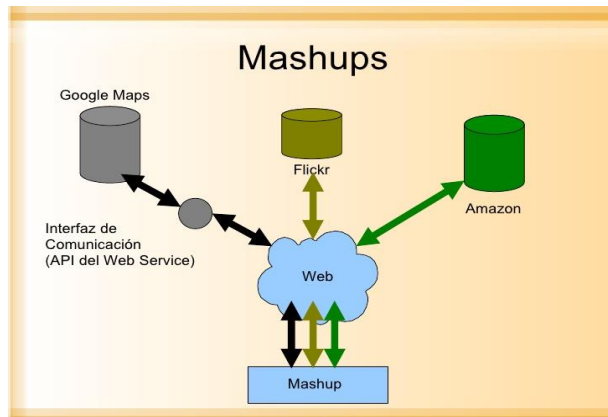 Mashups
Google Maps
Flickr
Amazon
Interfaz de
Comunicación
(API del Web Service)
Web
Mashup